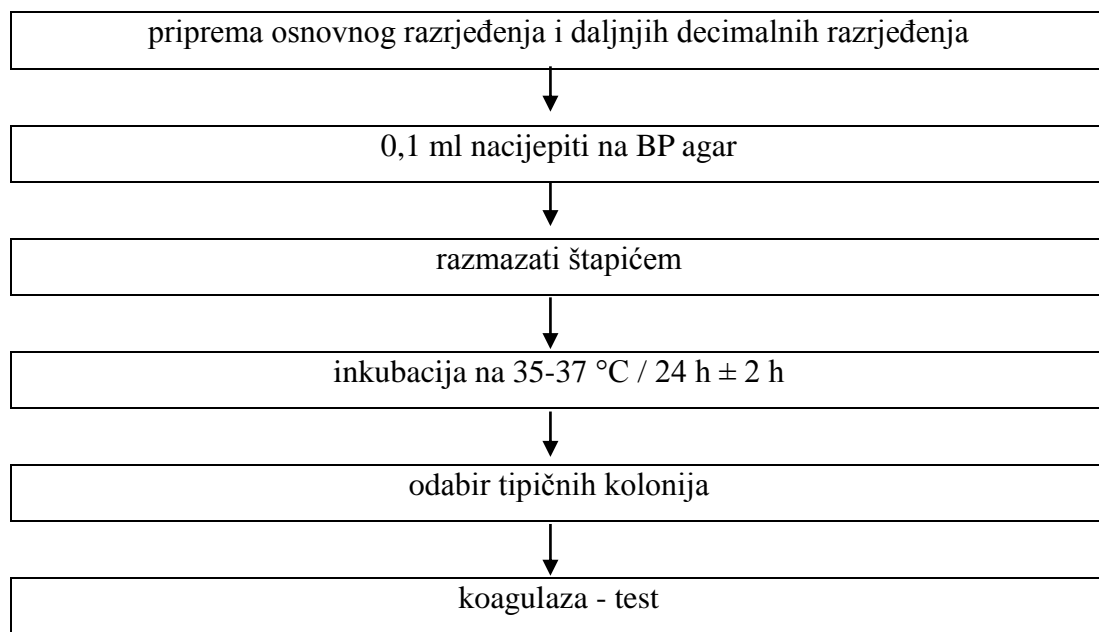 priprema osnovnog razrjeđenja i daljnjih decimalnih razrjeđenja
0,1 ml nacijepiti na BP agar
razmazati štapićem
inkubacija na 35-37 °C / 24 h ± 2 h
odabir tipičnih kolonija
koagulaza - test